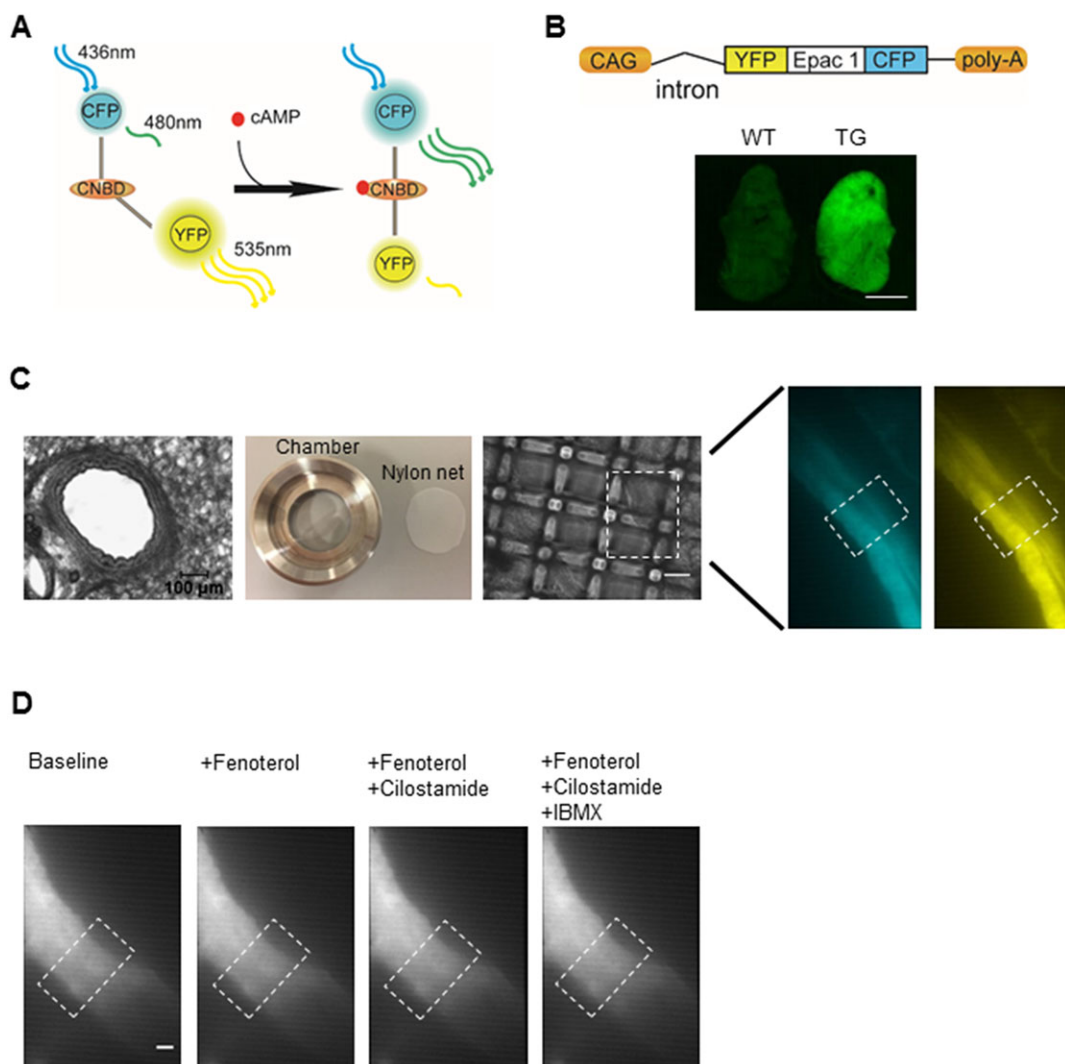 A
436nm
CFP
480nm
cAMP
CNBD
YFP
535nm
CFP
CNBD
YFP
B
CAG
intron
YFP
Epac 1
CFP
poly-A
WT
TG
C
100 µm
Chamber
Nylon net
D
Baseline
+Fenoterol
+Fenoterol
+Cilostamide
+Fenoterol
+Cilostamide
+IBMX